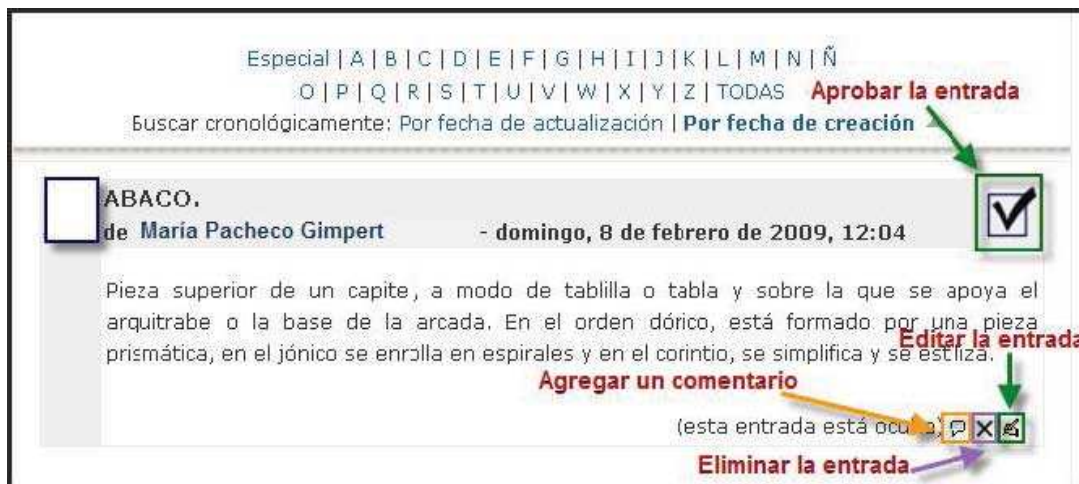 Especial | A | B | C | D | E | F | G | H | I | J | K | L | M | N | Ñ
O | P | Q | R | S | T | U | V | W | X | Y | Z | TODAS
Aprobar la entrada
Buscar cronológicamente: Por fecha de actualización | Por fecha de creación
ABACO.
de María Pacheco Gimpert - domingo, 8 de febrero de 2009, 12:04
Pieza superior de un capite, a modo de tablilla o tabla y sobre la que se apoya el
arquitrabe o la base de la arcada. En el orden dórico, está formado por una pieza
prismática, en el jónico se enrolla en espirales y en el corintio, se simplifica y se estiliza.
Editar la entrada
Agregar un comentario
(esta entrada está oculta)
Eliminar la entrada